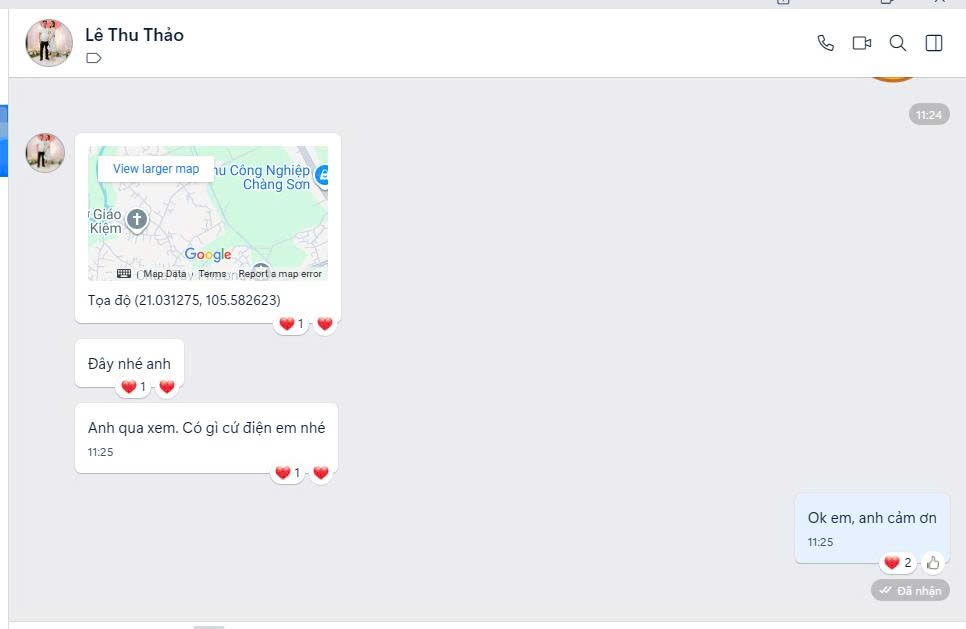 Lê Thu Thảo
11:24
View larger map
hu Công Nghiệp
Chàng Sơn
Giáo
Kiệm
Google
Map Data
Terms
Report a map error
Tọa độ (21.031275, 105.582623)
1
Đây nhé anh
1
Anh qua xem. Có gì cứ điện em nhé
11:25
1
Ok em, anh cảm ơn
11:25
2
Đã nhận